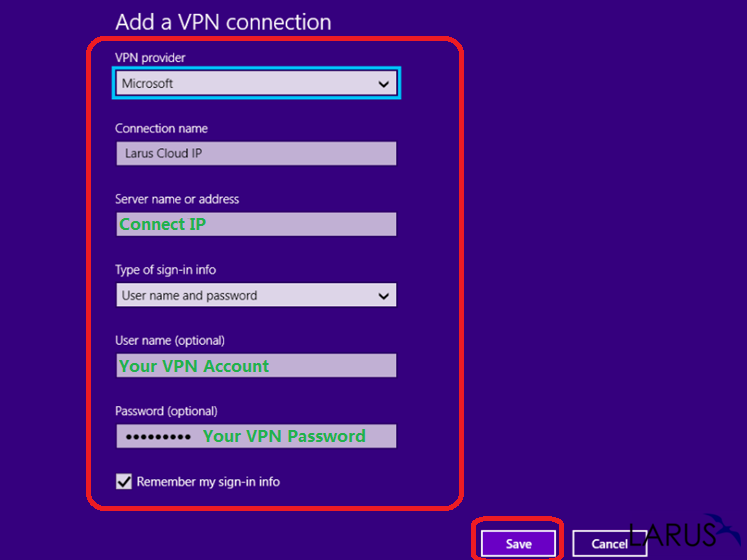 Add a VPN connection
VPN provider
Microsoft
Connection name
Larus Cloud IP
Server name or address
Connect IP
Type of sign-in info
User name and password
User name (optional)
Your VPN Account
Password (optional)
••••••••• Your VPN Password
Remember my sign-in info
Save
Cancel
LARUS